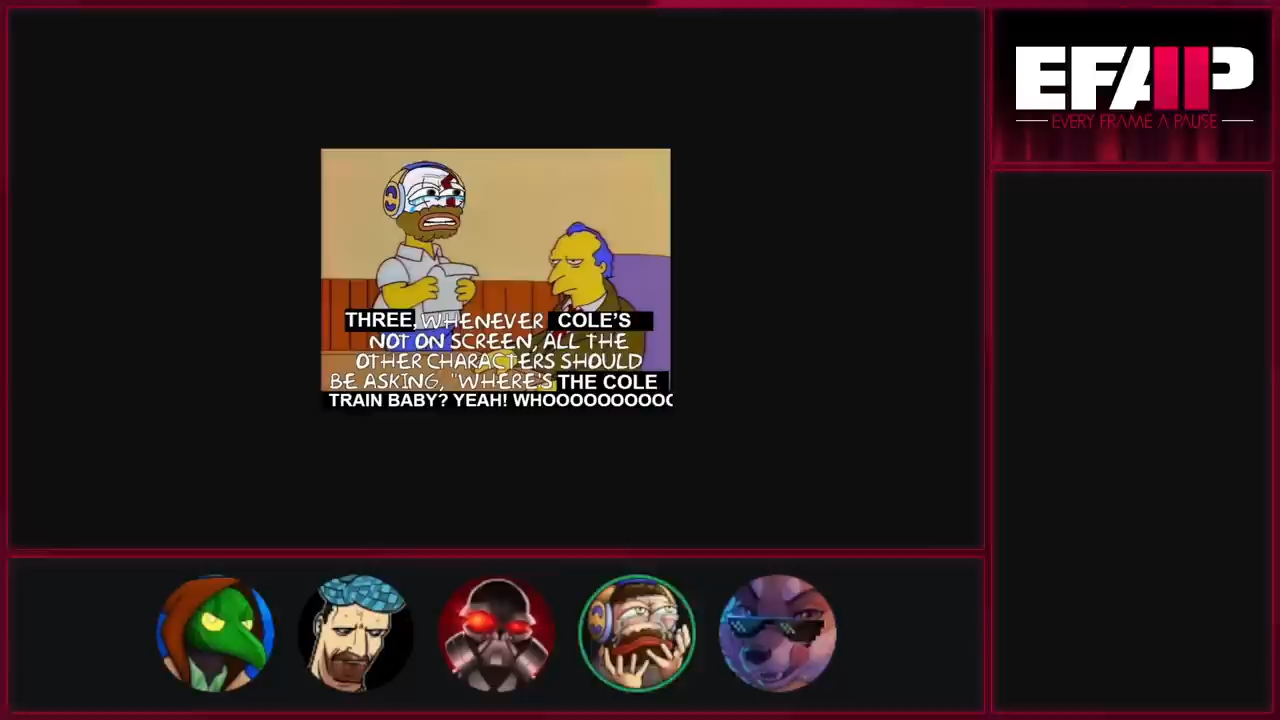 EFAP
EVERY FRAME A PAUSE
THREE, WHENEVER COLE'S
NOT ON SCREEN, ALL THE
OTHER CHARACTERS SHOULD
BE ASKING, "WHERE'S THE COLE
TRAIN BABY? YEAH! WHOOOOOOOOOO